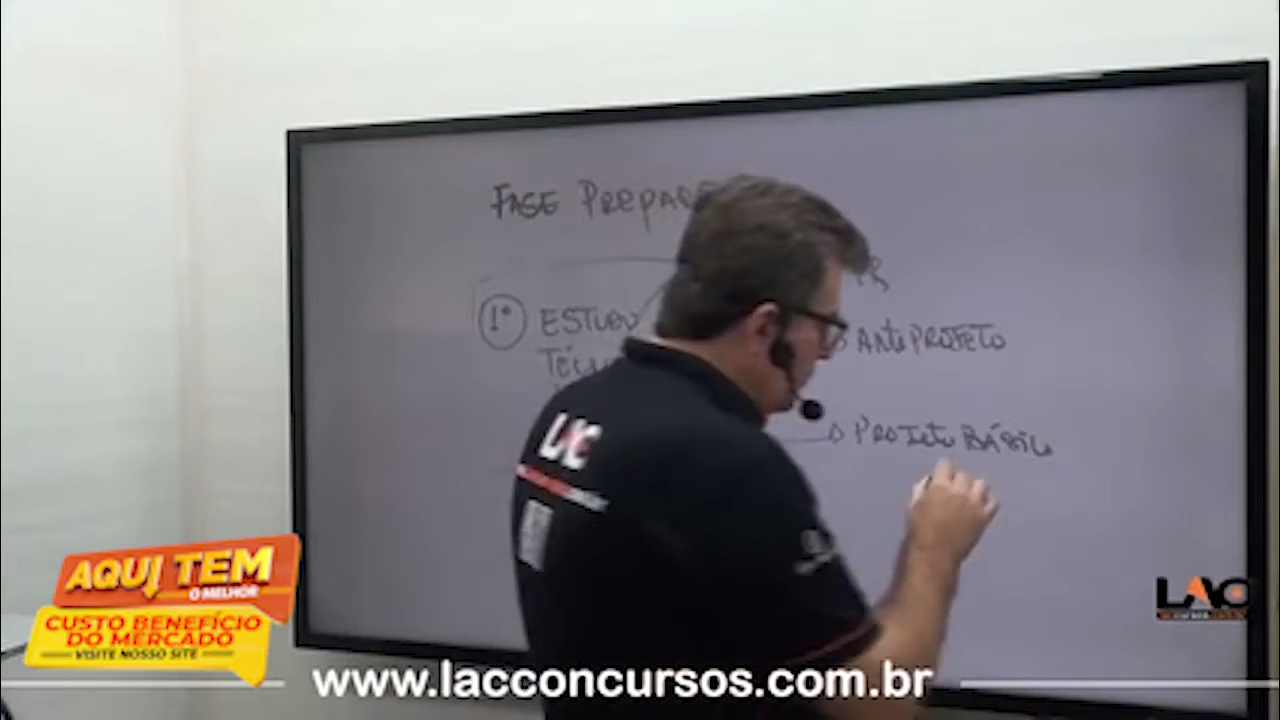 FASE PREPAR
1º ESTUDO
TÉC
ANTEPROJETO
PROJETO BÁSICO
LAC
AQUI TEM
O MELHOR
CUSTO BENEFÍCIO
DO MERCADO
VISITE NOSSO SITE
LAC
www.lacconcursos.com.br